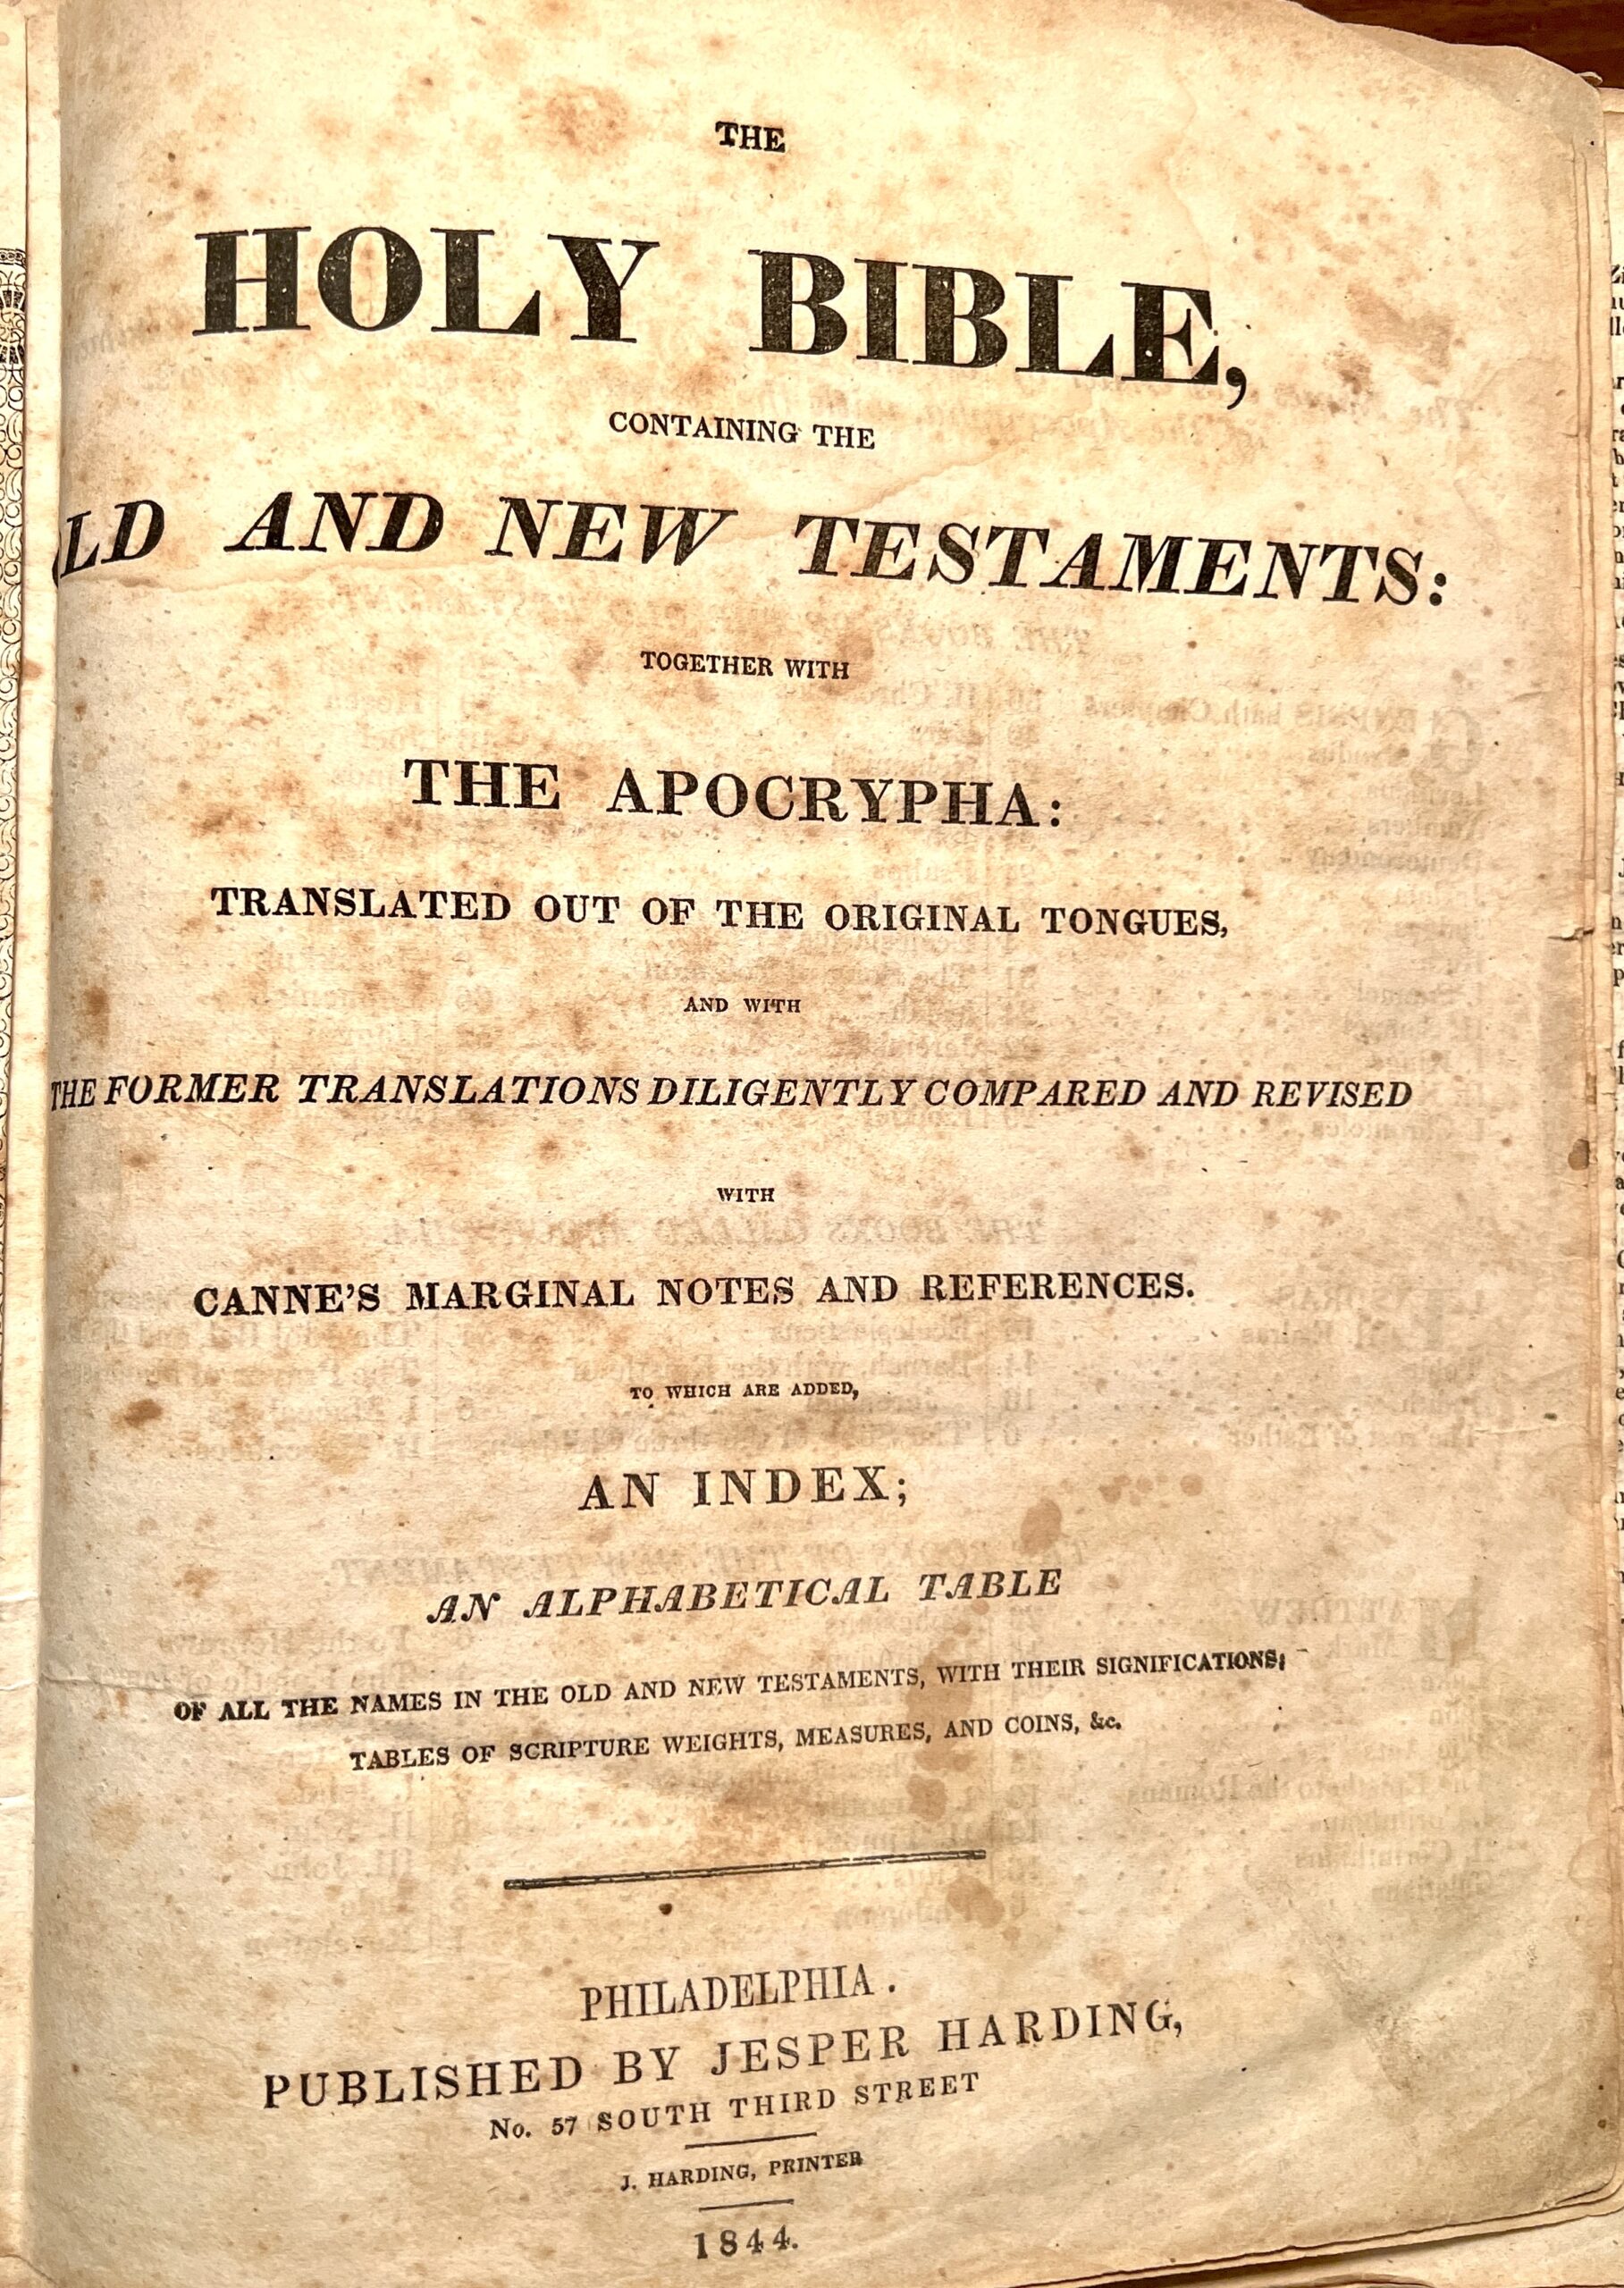 THE
HOLY BIBLE,
CONTAINING THE
LD AND NEW TESTAMENTS:
TOGETHER WITH
THE APOCRYPHA:
TRANSLATED OUT OF THE ORIGINAL TONGUES,
AND WITH
THE FORMER TRANSLATIONS DILIGENTLY COMPARED AND REVISED
WITH
CANNE'S MARGINAL NOTES AND REFERENCES.
TO WHICH ARE ADDED,
AN INDEX;
AN ALPHABETICAL TABLE
OF ALL THE NAMES IN THE OLD AND NEW TESTAMENTS, WITH THEIR SIGNIFICATIONS;
TABLES OF SCRIPTURE WEIGHTS, MEASURES, AND COINS, &c.
PHILADELPHIA.
PUBLISHED BY JESPER HARDING,
No. 57 SOUTH THIRD STREET
J. HARDING, PRINTER
1844.